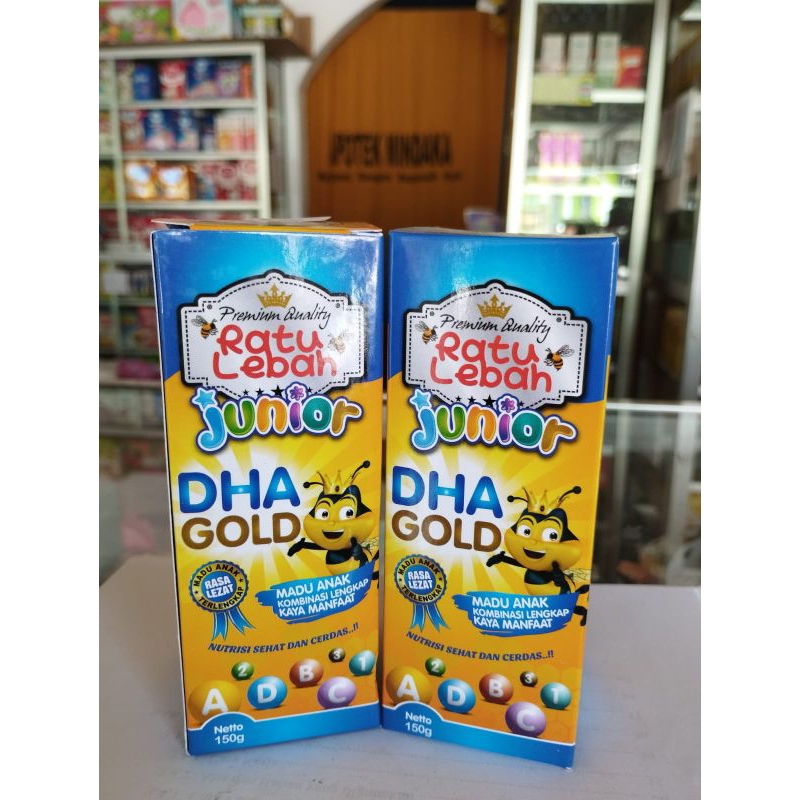 APOTEK MINDAKA
Premium Quality
Ratu
Lebah
junior
DHA
GOLD
MADU ANAK
RASA
LEZAT
TERLENGKAP
MADU ANAK
KOMBINASI LENGKAP
KAYA MANFAAT
NUTRISI SEHAT DAN CERDAS..!!
2 B 3 1
A D C
Netto
150g
Premium Quality
Ratu
Lebah
junior
DHA
GOLD
MADU ANAK
RASA
LEZAT
TERLENGKAP
MADU ANAK
KOMBINASI LENGKAP
KAYA MANFAAT
NUTRISI SEHAT DAN CERDAS..!!
2 3 1
A D B C
Netto
150g